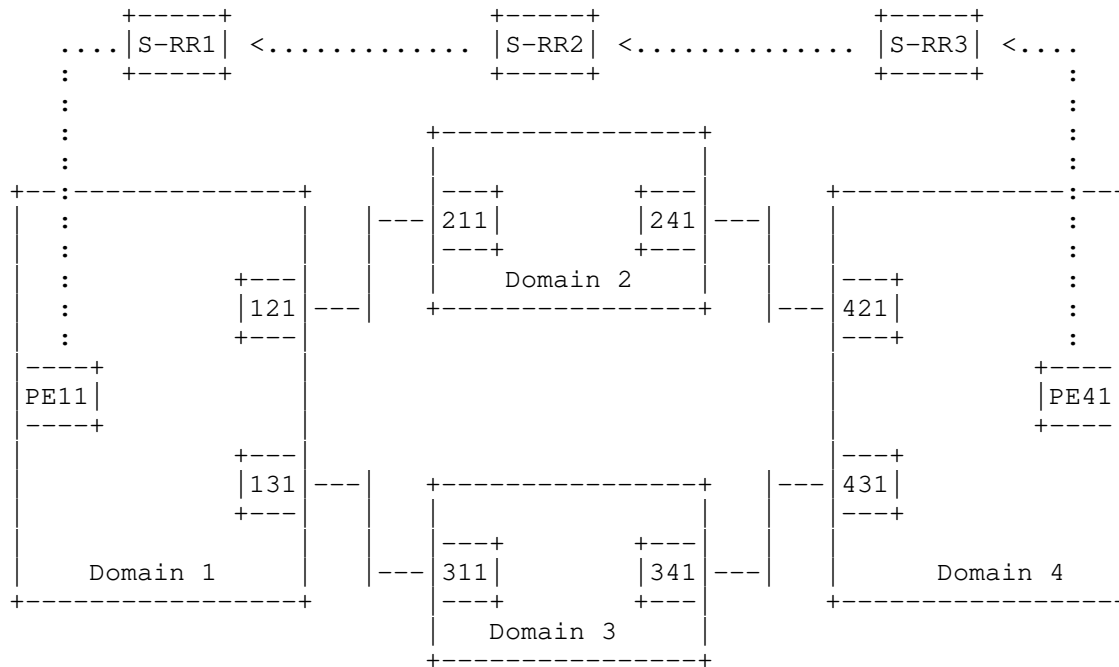 S-RR1 S-RR2 S-RR3
211 241
Domain 2
121 421
PE11 PE41
131 431
Domain 1 311 341 Domain 4
Domain 3